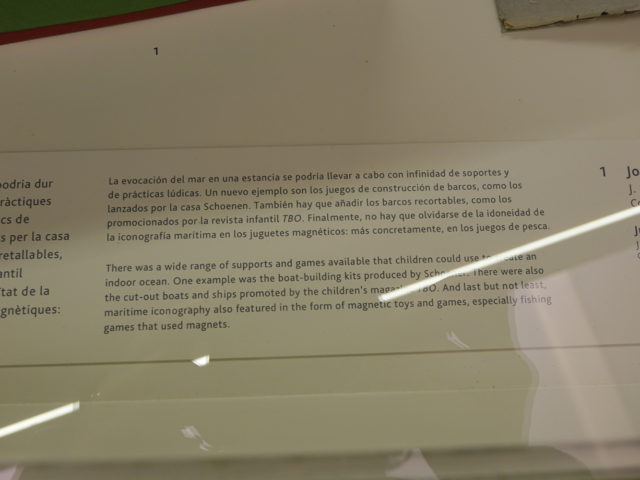 1
podria dur
pràctiques
cs de
s per la casa
retallables,
antil
ïtat de la
gnètiques:
La evocación del mar en una estancia se podría llevar a cabo con infinidad de soportes y
de prácticas lúdicas. Un nuevo ejemplo son los juegos de construcción de barcos, como los
lanzados por la casa Schoenen. También hay que añadir los barcos recortables, como los
promocionados por la revista infantil TBO. Finalmente, no hay que olvidarse de la idoneidad de
la iconografía marítima en los juguetes magnéticos: más concretamente, en los juegos de pesca.
There was a wide range of supports and games available that children could use to create an
indoor ocean. One example was the boat-building kits produced by Schoenen. There were also
the cut-out boats and ships promoted by the children's magazine TBO. And last but not least,
maritime iconography also featured in the form of magnetic toys and games, especially fishing
games that used magnets.
1 Jo
J.